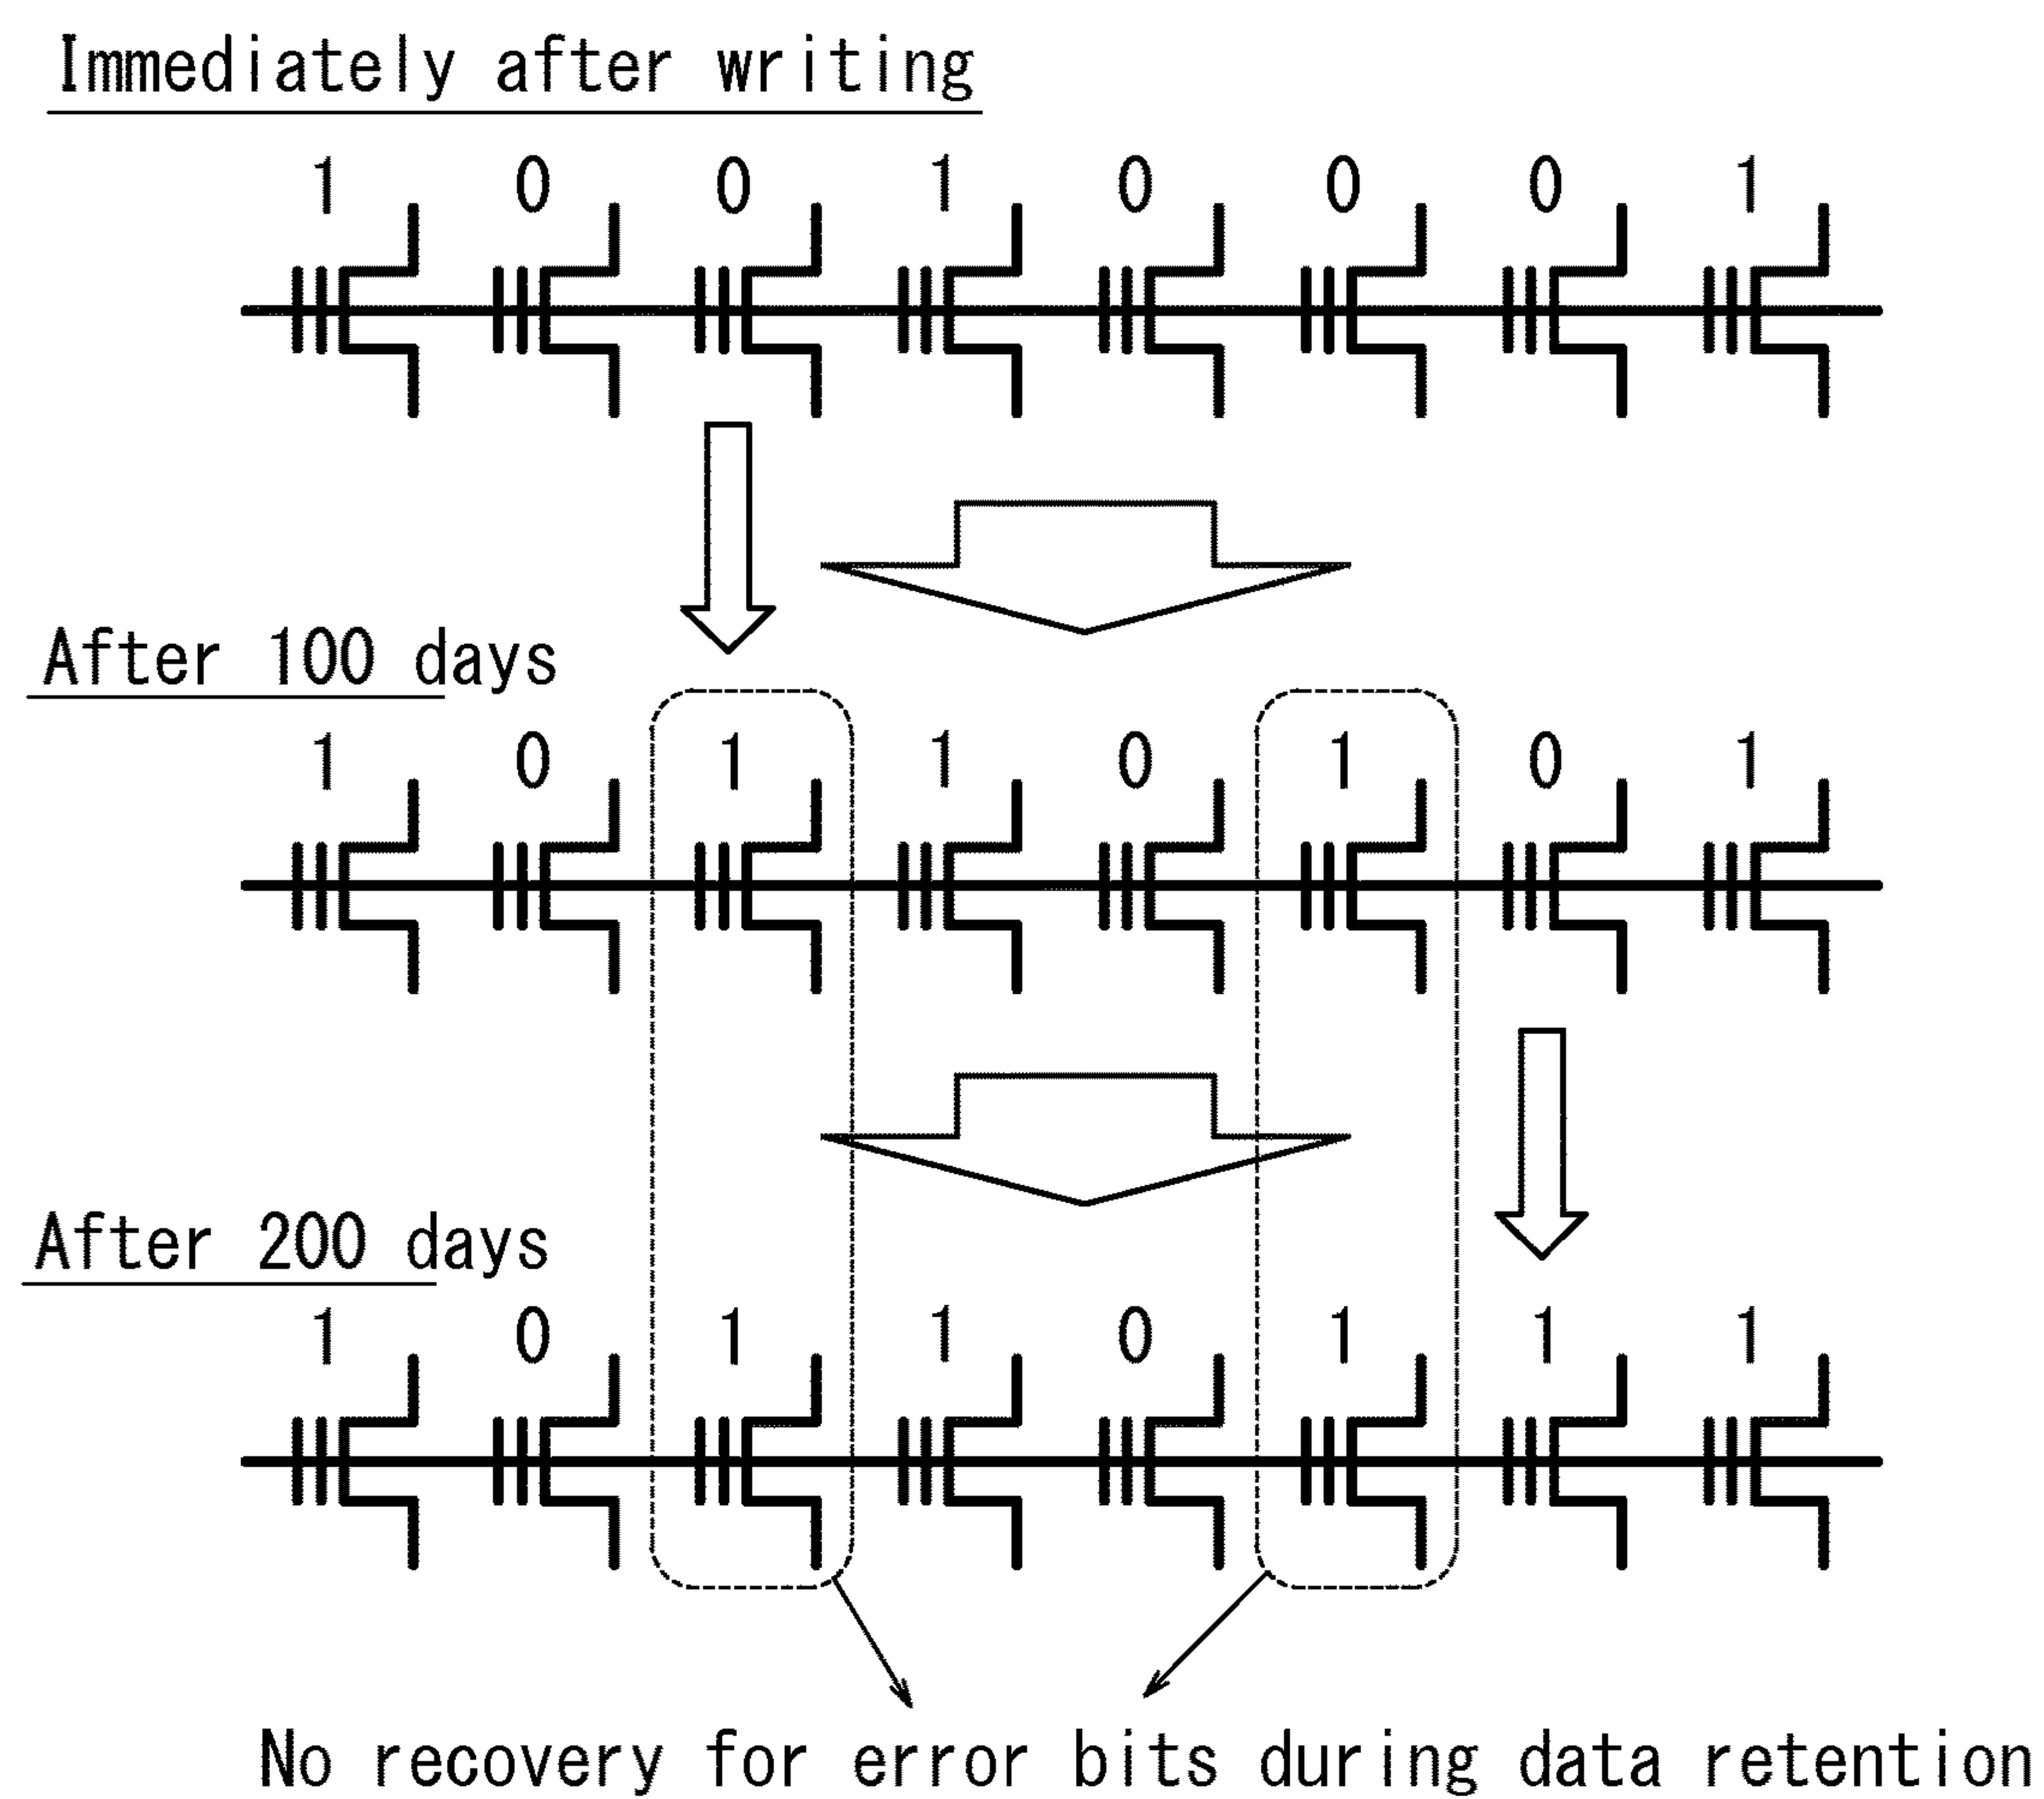 Immediately after writing
1 0 0 1 0 0 0 1
After 100 days
1 0 1 1 0 1 0 1
After 200 days
1 0 1 1 0 1 1 1
No recovery for error bits during data retention